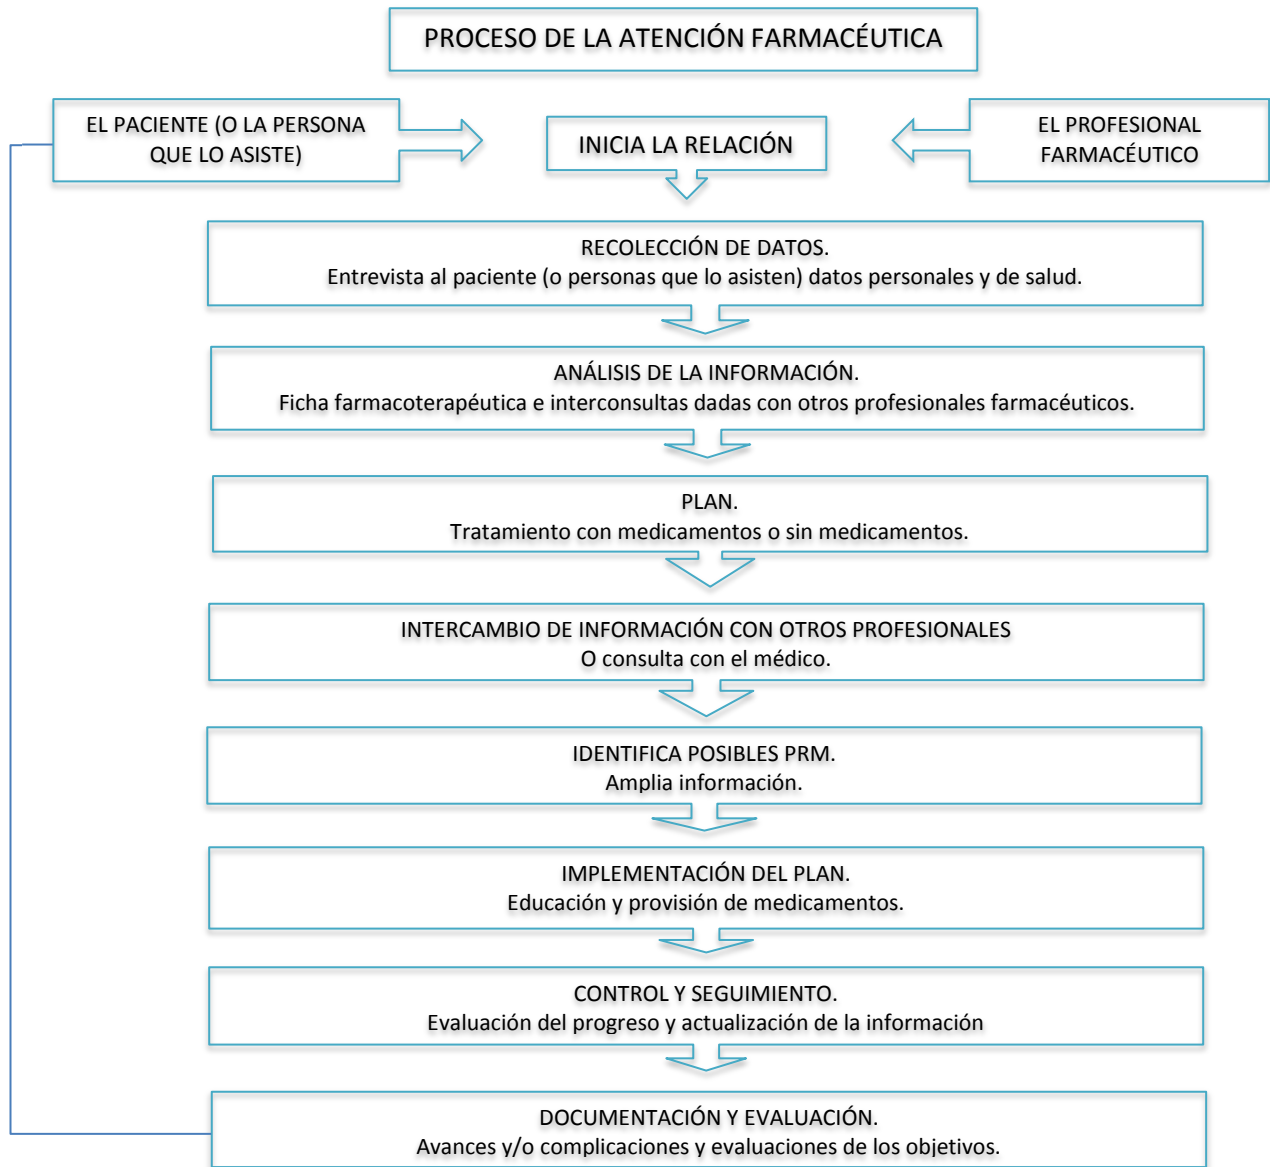 PROCESO DE LA ATENCIÓN FARMACÉUTICA
EL PACIENTE (O LA PERSONA
QUE LO ASISTE)
INICIA LA RELACIÓN
EL PROFESIONAL
FARMACÉUTICO
RECOLECCIÓN DE DATOS.
Entrevista al paciente (o personas que lo asisten) datos personales y de salud.
ANÁLISIS DE LA INFORMACIÓN.
Ficha farmacoterapéutica e interconsultas dadas con otros profesionales farmacéuticos.
PLAN.
Tratamiento con medicamentos o sin medicamentos.
INTERCAMBIO DE INFORMACIÓN CON OTROS PROFESIONALES
O consulta con el médico.
IDENTIFICA POSIBLES PRM.
Amplia información.
IMPLEMENTACIÓN DEL PLAN.
Educación y provisión de medicamentos.
CONTROL Y SEGUIMIENTO.
Evaluación del progreso y actualización de la información
DOCUMENTACIÓN Y EVALUACIÓN.
Avances y/o complicaciones y evaluaciones de los objetivos.